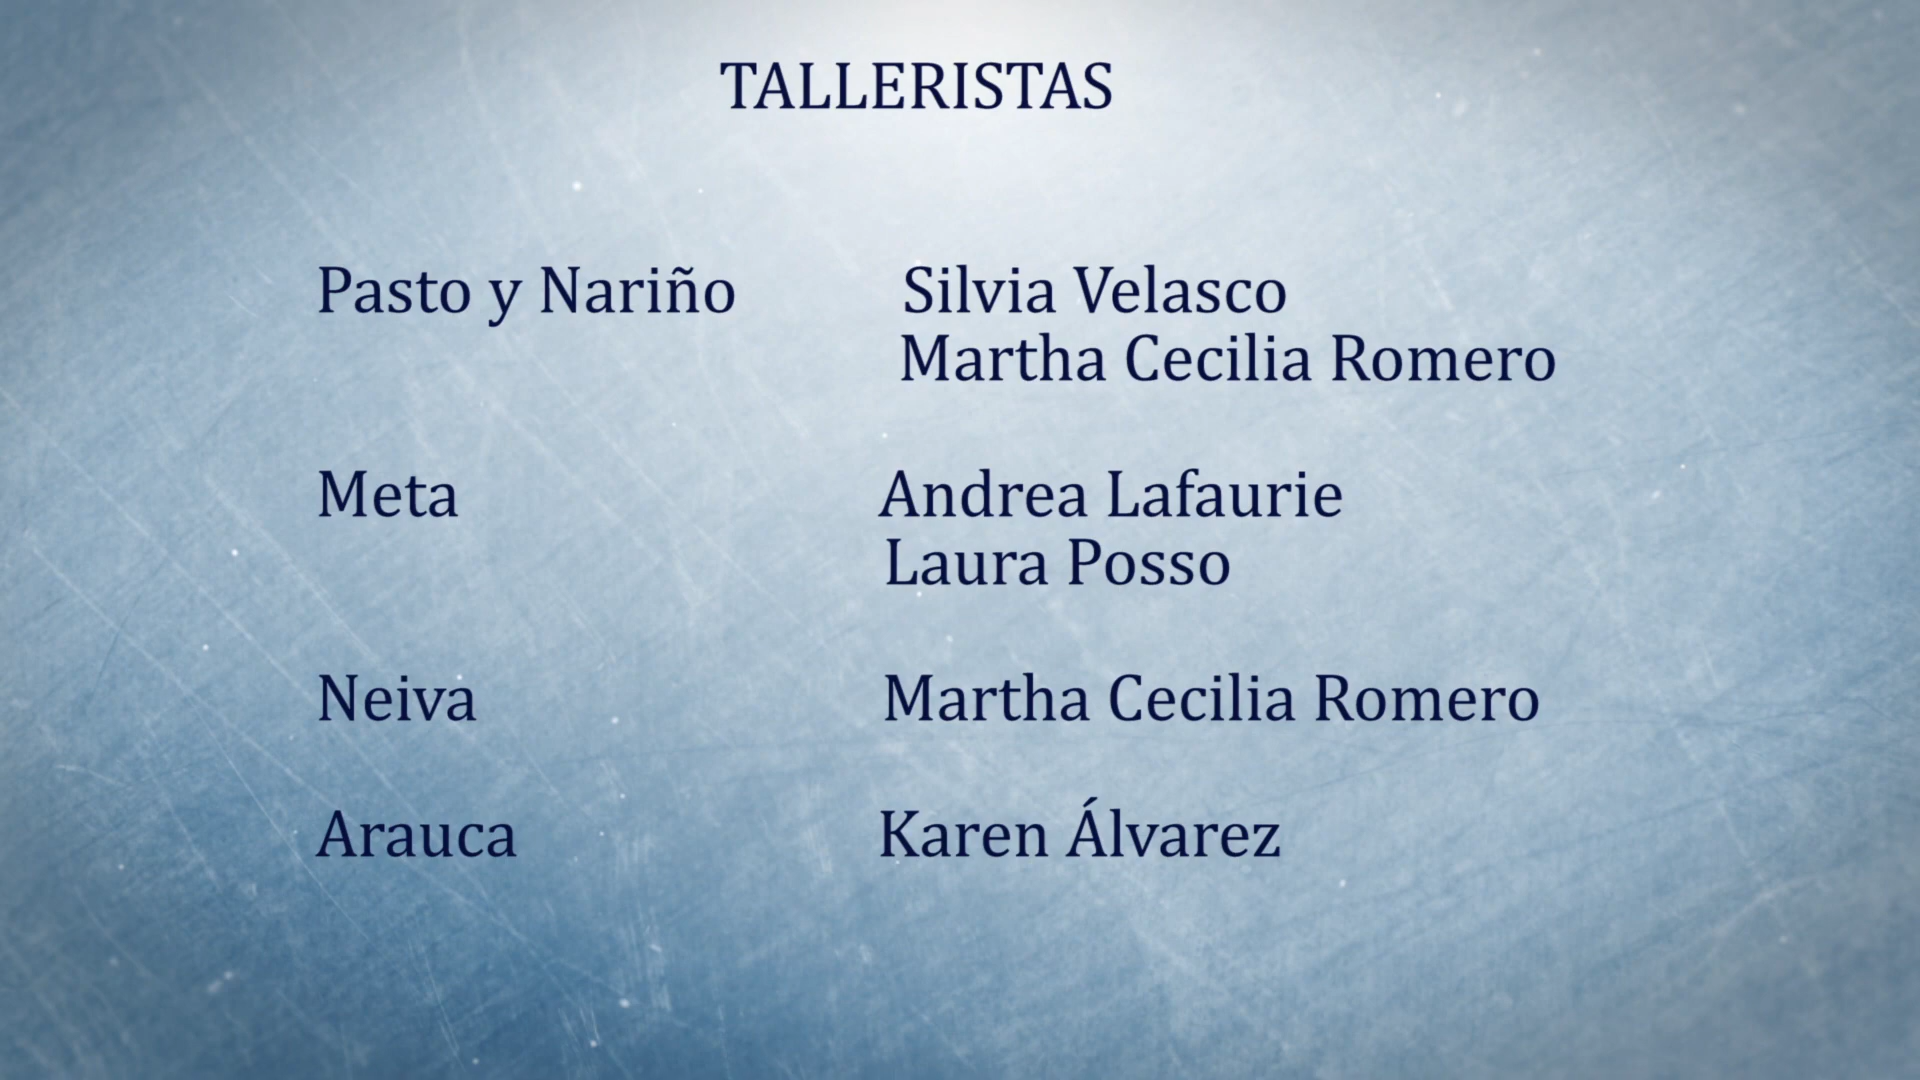 TALLERISTAS
Pasto y Nariño Silvia Velasco
Martha Cecilia Romero
Meta Andrea Lafaurie
Laura Posso
Neiva Martha Cecilia Romero
Arauca Karen Álvarez